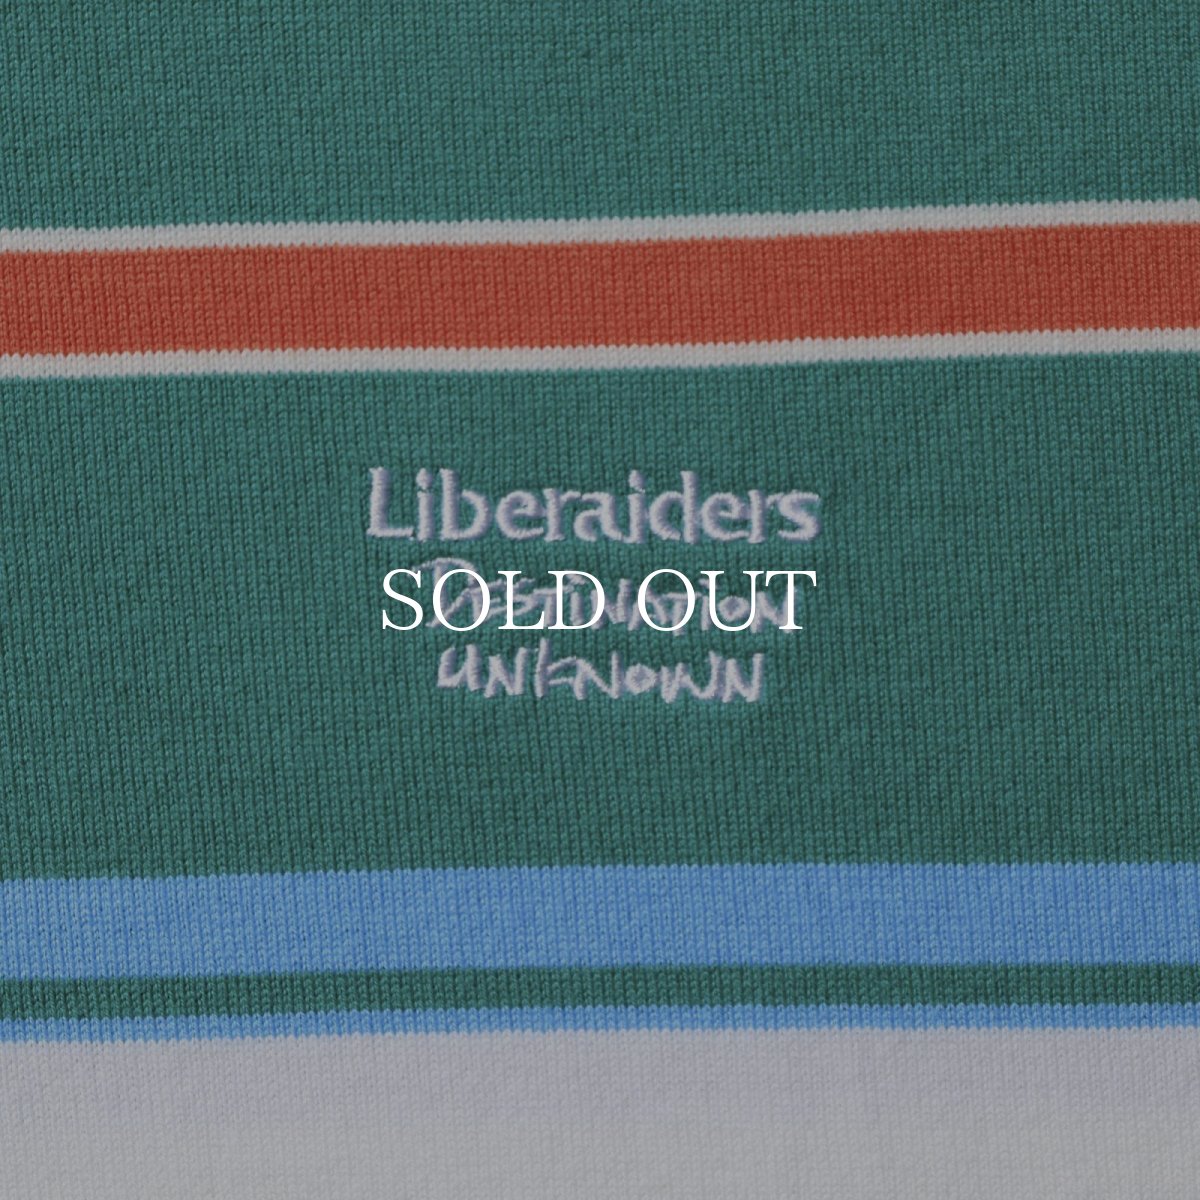 Liberaiders
DESTINATION
SOLD OUT
UNKNOWN